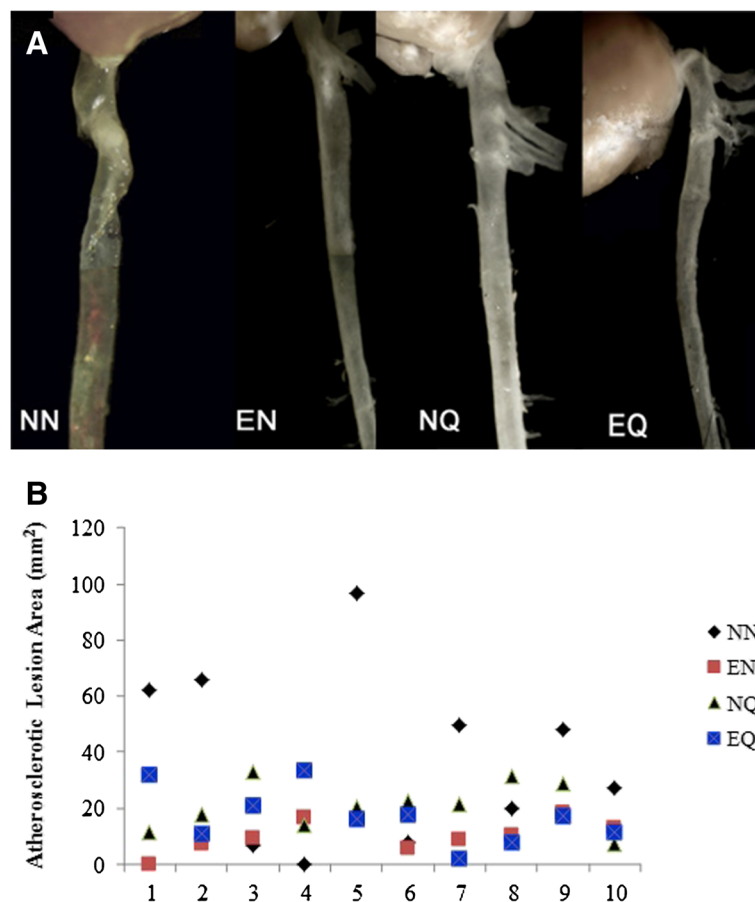 A
NN
EN
NQ
EQ
B
Atherosclerotic Lesion Area (mm²)
120
100
80
60
40
20
0
1 2 3 4 5 6 7 8 9 10
NN
EN
NQ
EQ